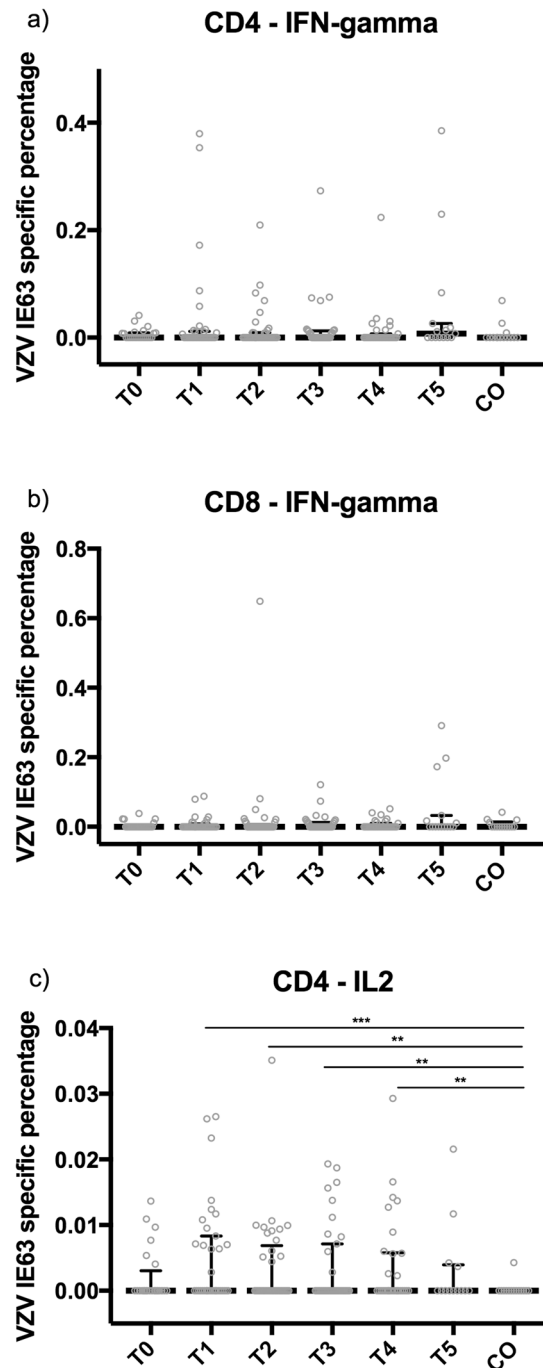 a)
CD4 - IFN-gamma
VZV IE63 specific percentage
0.4
0.2
0.0
T0 T1 T2 T3 T4 T5 CO
b)
CD8 - IFN-gamma
VZV IE63 specific percentage
0.8
0.6
0.4
0.2
0.0
T0 T1 T2 T3 T4 T5 CO
c)
CD4 - IL2
VZV IE63 specific percentage
0.04
0.03
0.02
0.01
0.00
***
**
**
**
T0 T1 T2 T3 T4 T5 CO